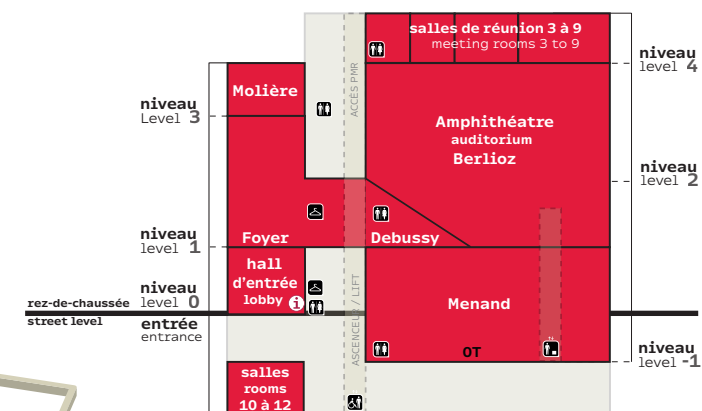 salles de réunion 3 à 9
meeting rooms 3 to 9
niveau
level 4
Molière
ACCÈS PMR
niveau
Level 3
Amphithéatre
auditorium
Berlioz
niveau
level 2
niveau
level 1
Foyer
Debussy
hall
d'entrée
lobby i
niveau
level 0
rez-de-chaussée
street level
entrée
entrance
ASCENCEUR / LIFT
Menand
OT
niveau
level -1
salles
rooms
10 à 12